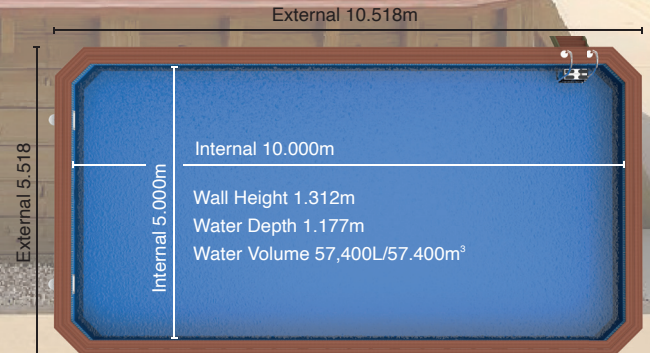 External 10.518m
External 5.518
Internal 10.000m
Internal 5.000m
Wall Height 1.312m
Water Depth 1.177m
Water Volume 57,400L/57.400m³